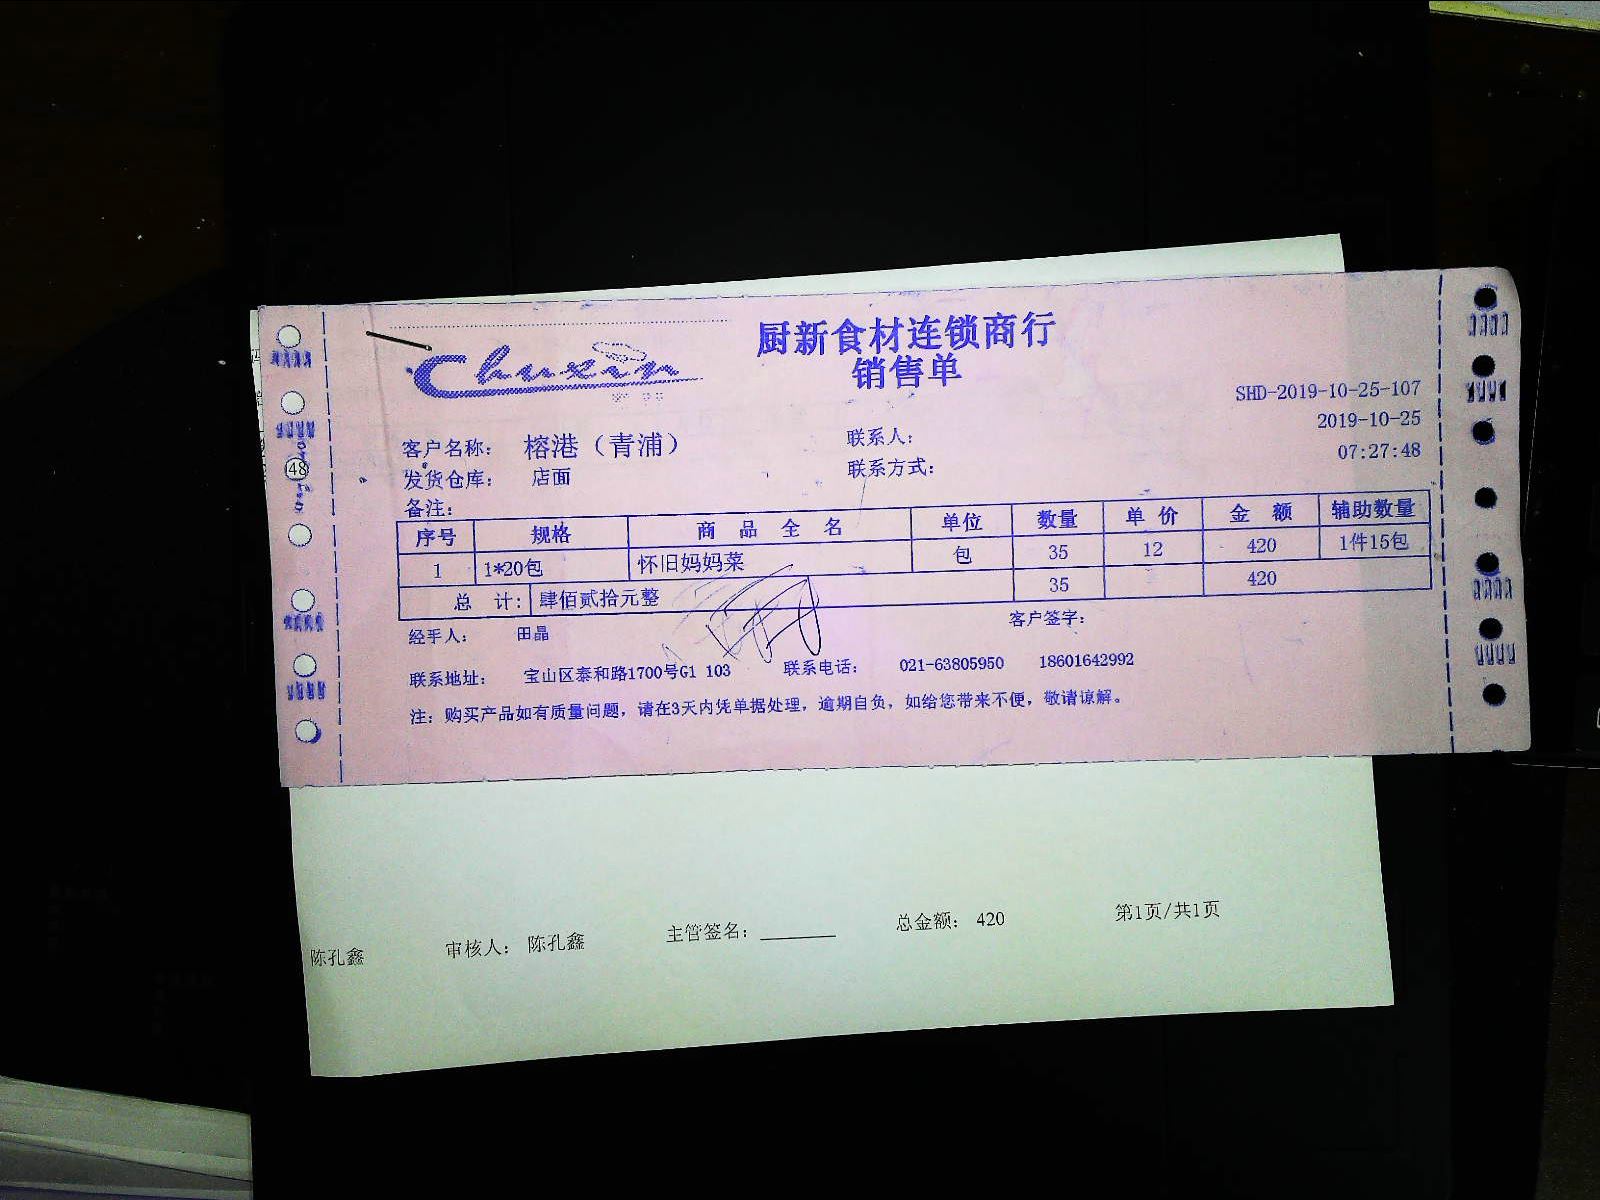 Chuxin
厨新食材连锁商行
销售单
SHD-2019-10-25-107
2019-10-25
07:27:48
客户名称: 榕港（青浦） 联系人:
发货仓库: 店面 联系方式:
备注:
序号 规格 商 品 全 名 单位 数量 单 价 金 额 辅助数量
1 1*20包 怀旧妈妈菜 包 35 12 420 1件15包
总 计: 肆佰贰拾元整 35 420
经手人: 田晶 客户签字:
联系地址: 宝山区泰和路1700号G1 103 联系电话: 021-63805950 18601642992
注: 购买产品如有质量问题, 请在3天内凭单据处理, 逾期自负, 如给您带来不便, 敬请谅解。
48
陈孔鑫 审核人: 陈孔鑫 主管签名: 总金额: 420 第1页/共1页